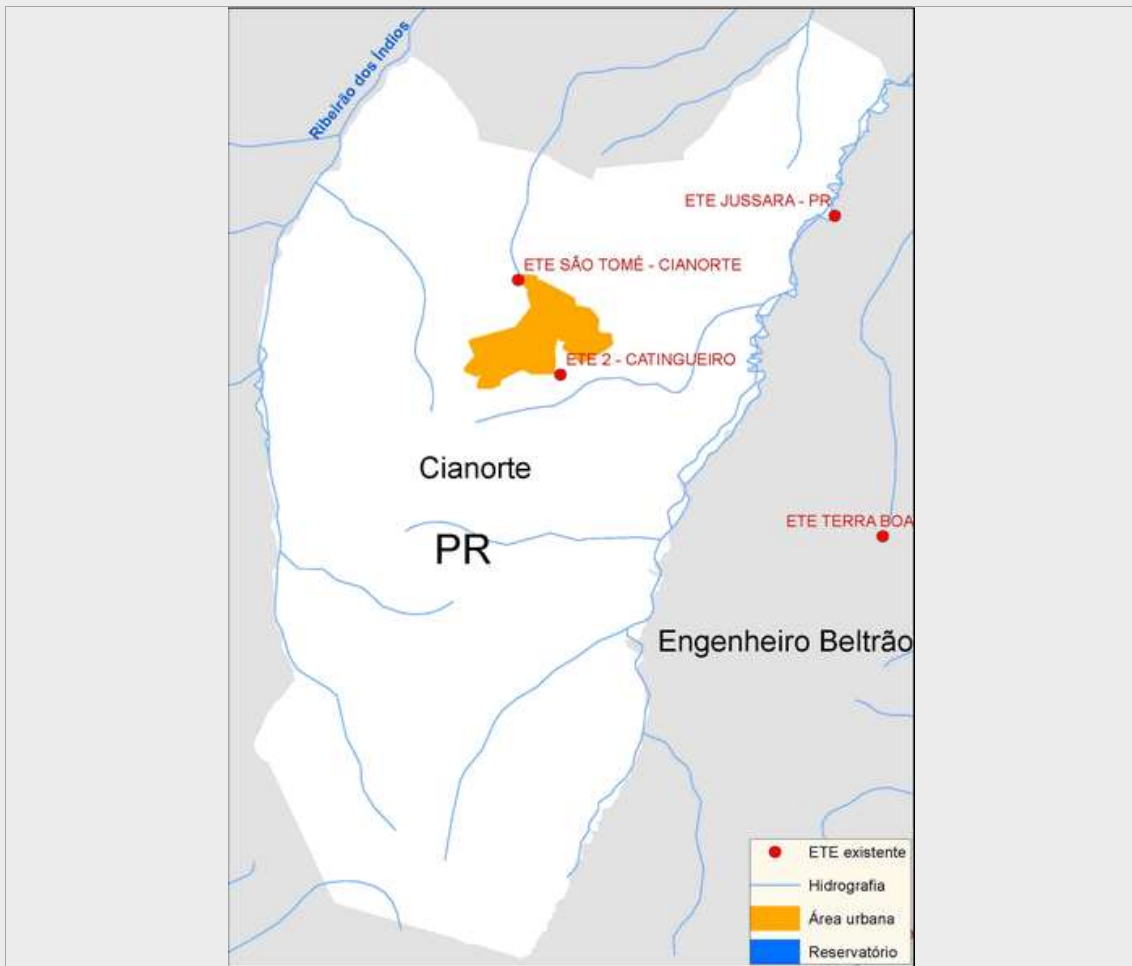 Ribeirão dos Índios
ETE JUSSARA - PR
ETE SÃO TOMÉ - CIANORTE
ETE 2 - CATINGUEIRO
Cianorte
ETE TERRA BOA
PR
Engenheiro Beltrão
ETE existente
Hidrografia
Área urbana
Reservatório